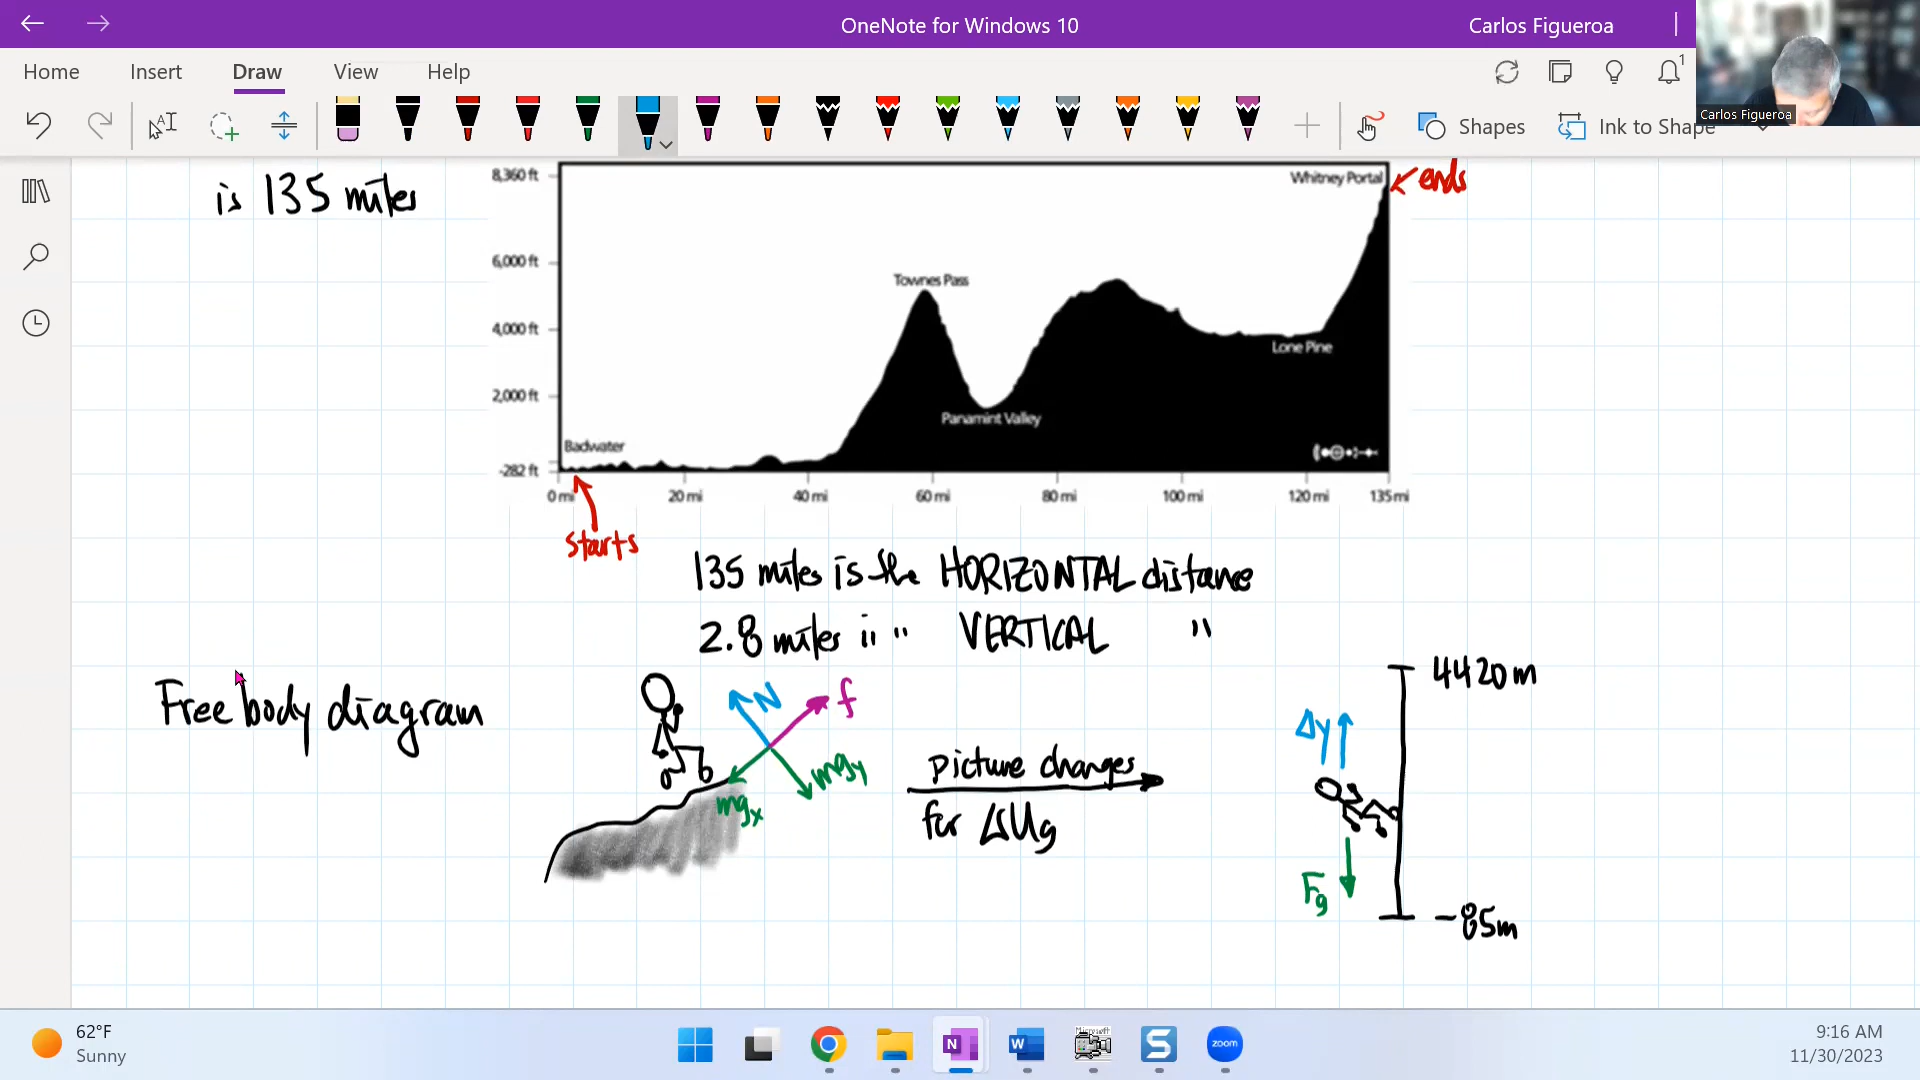 OneNote for Windows 10
Carlos Figueroa
Home Insert Draw View Help
1
Shapes
Ink to Shape
Carlos Figueroa
is 135 miles
8,360 ft
6,000 ft
4,000 ft
2,000 ft
-282 ft
Whitney Portal
← ends
Townes Pass
Lone Pine
Panamint Valley
Badwater
0 mi 20 mi 40 mi 60 mi 80 mi 100 mi 120 mi 135 mi
starts
135 miles is the HORIZONTAL distance
2.8 miles ii " VERTICAL "
Free body diagram
N
f
mgy
mgx
picture changes
for ΔUg
4420 m
Δy
Fg
-85m
62°F
Sunny
Microsoft
zoom
9:16 AM
11/30/2023